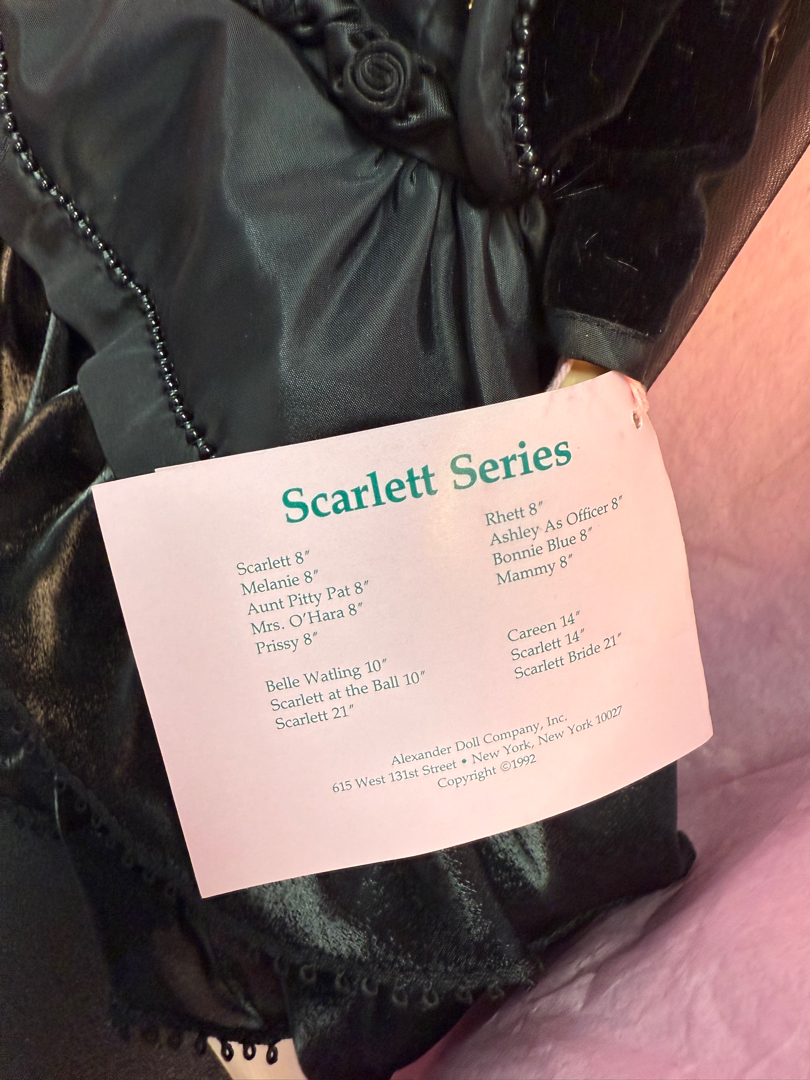 Scarlett Series
Scarlett 8″
Melanie 8″
Aunt Pitty Pat 8″
Mrs. O’Hara 8″
Prissy 8″
Belle Watling 10″
Scarlett at the Ball 10″
Scarlett 21″
Rhett 8″
Ashley As Officer 8″
Bonnie Blue 8″
Mammy 8″
Careen 14″
Scarlett 14″
Scarlett Bride 21″
Alexander Doll Company, Inc.
615 West 131st Street • New York, New York 10027
Copyright ©1992